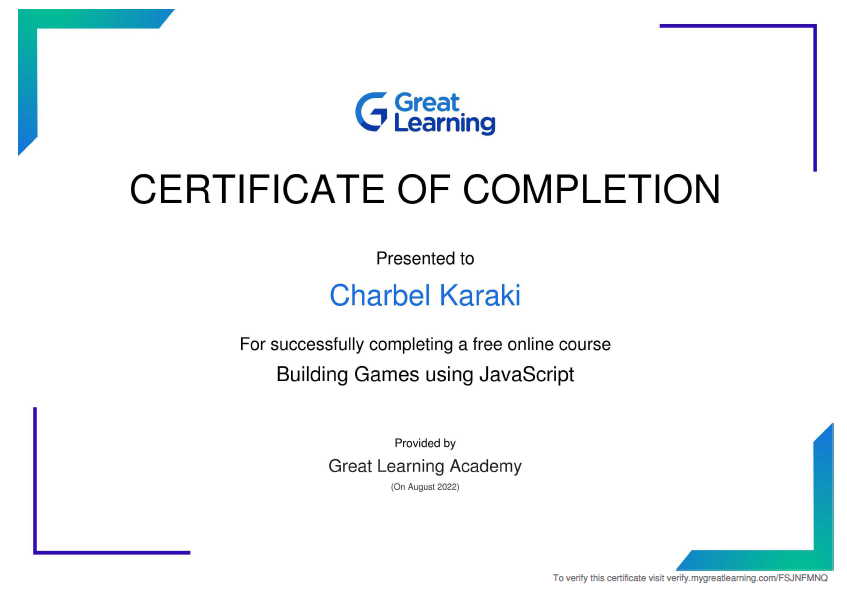 Great
Learning
CERTIFICATE OF COMPLETION
Presented to
Charbel Karaki
For successfully completing a free online course
Building Games using JavaScript
Provided by
Great Learning Academy
(On August 2022)
To verify this certificate visit verify.mygreatlearning.com/FSJNFMNQ